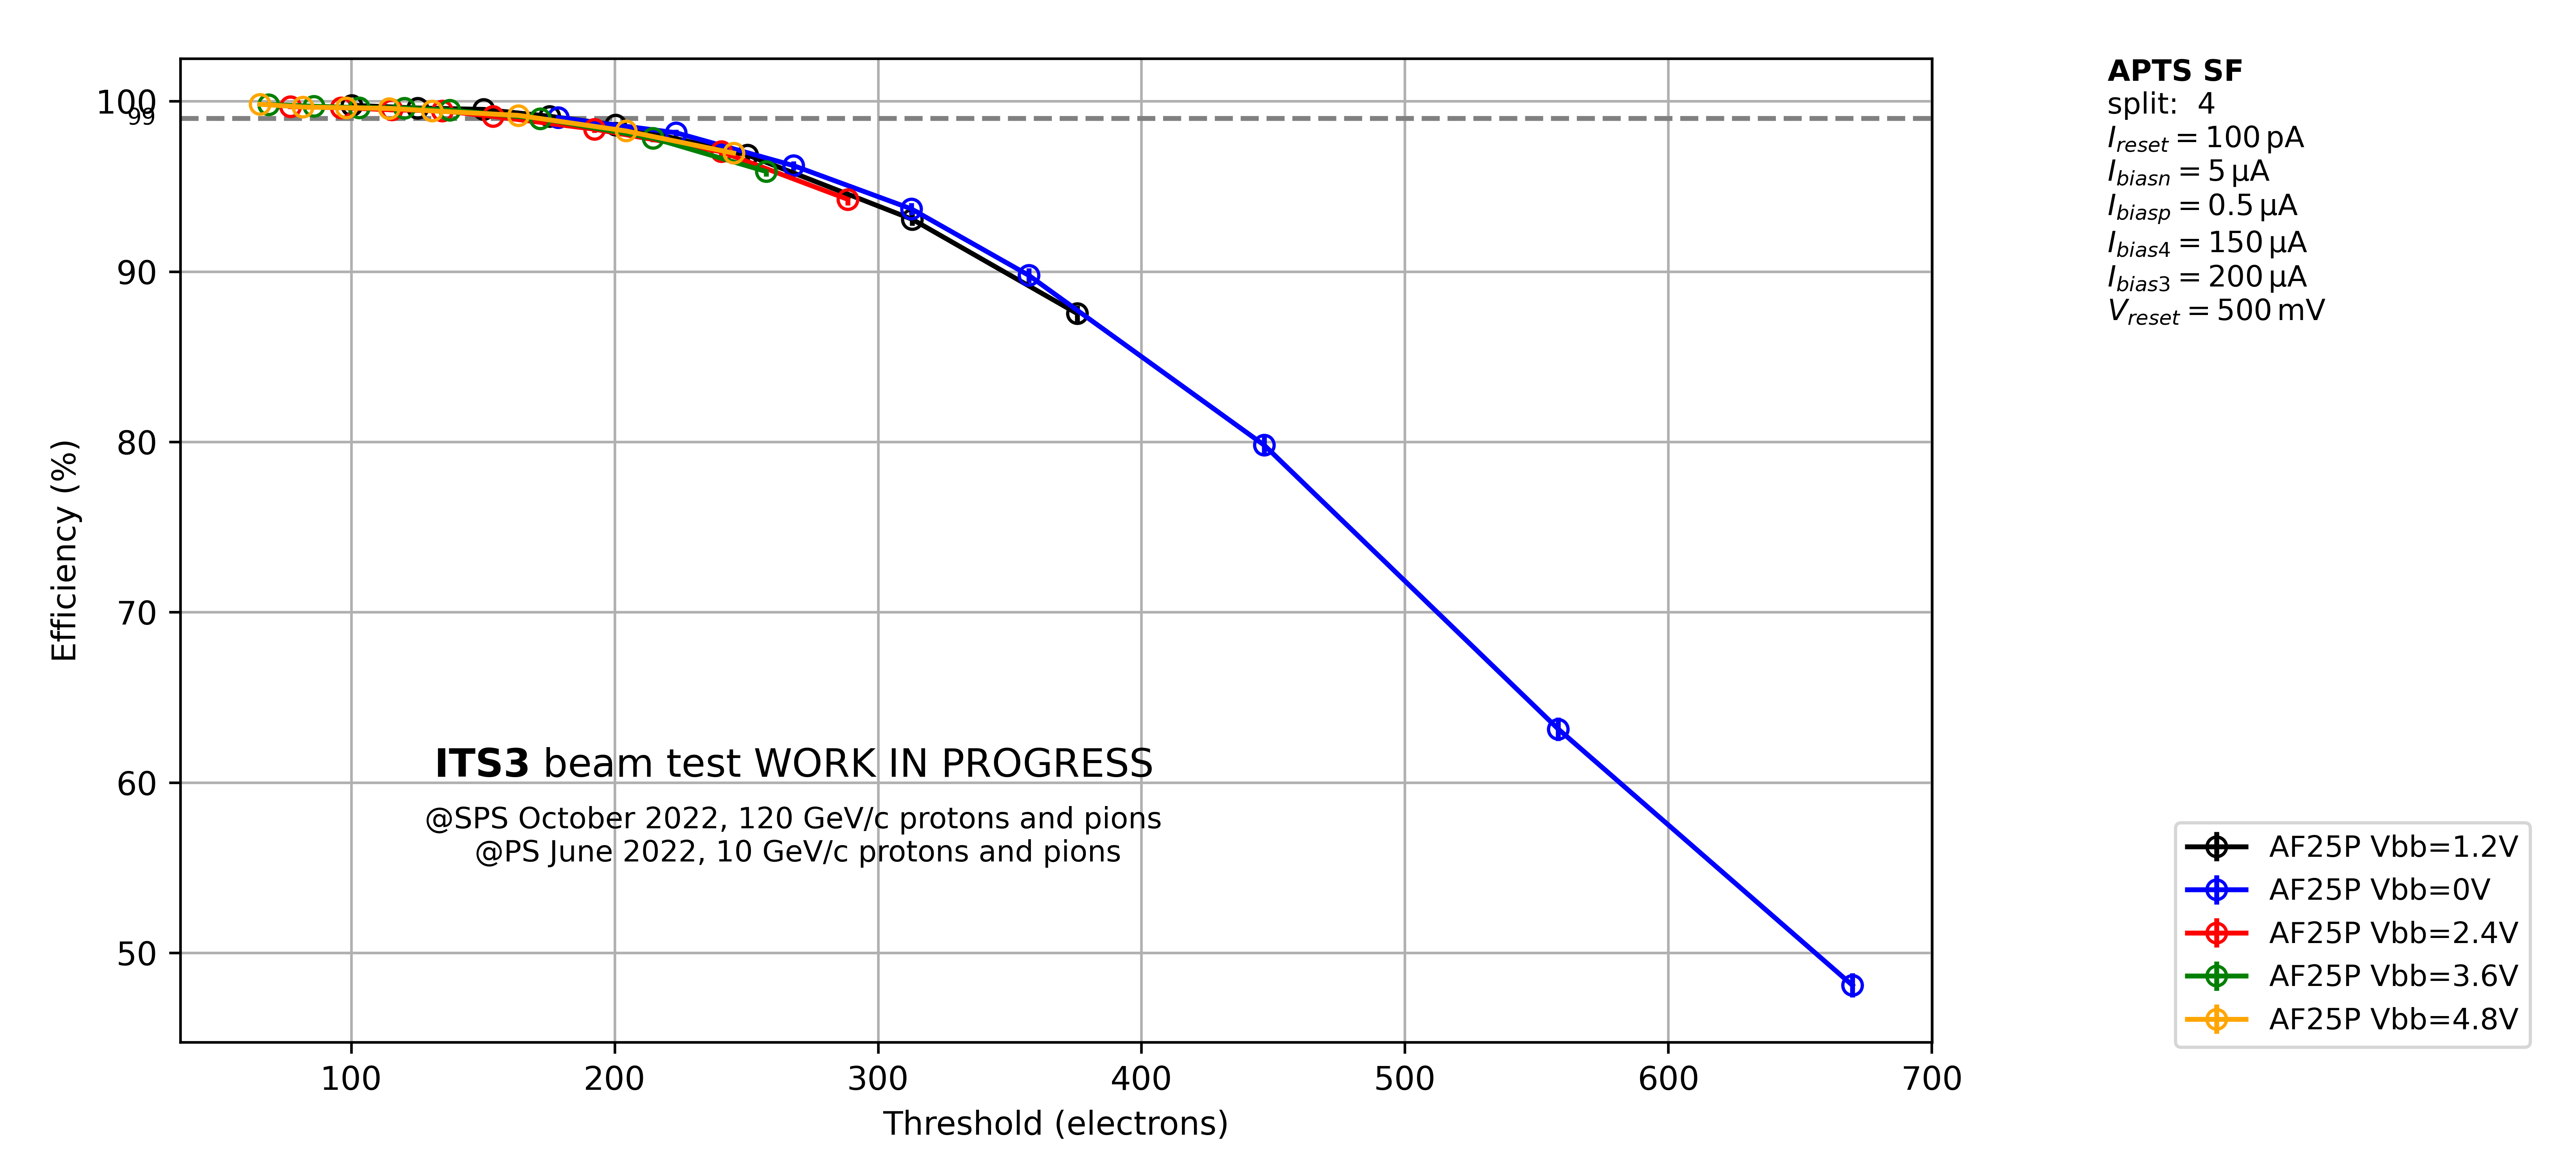 100
99
90
80
70
60
50
Efficiency (%)
ITS3 beam test WORK IN PROGRESS
@SPS October 2022, 120 GeV/c protons and pions
@PS June 2022, 10 GeV/c protons and pions
100 200 300 400 500 600 700
Threshold (electrons)
APTS SF
split: 4
I_reset = 100 pA
I_biasn = 5 µA
I_biasp = 0.5 µA
I_bias4 = 150 µA
I_bias3 = 200 µA
V_reset = 500 mV
AF25P Vbb=1.2V
AF25P Vbb=0V
AF25P Vbb=2.4V
AF25P Vbb=3.6V
AF25P Vbb=4.8V